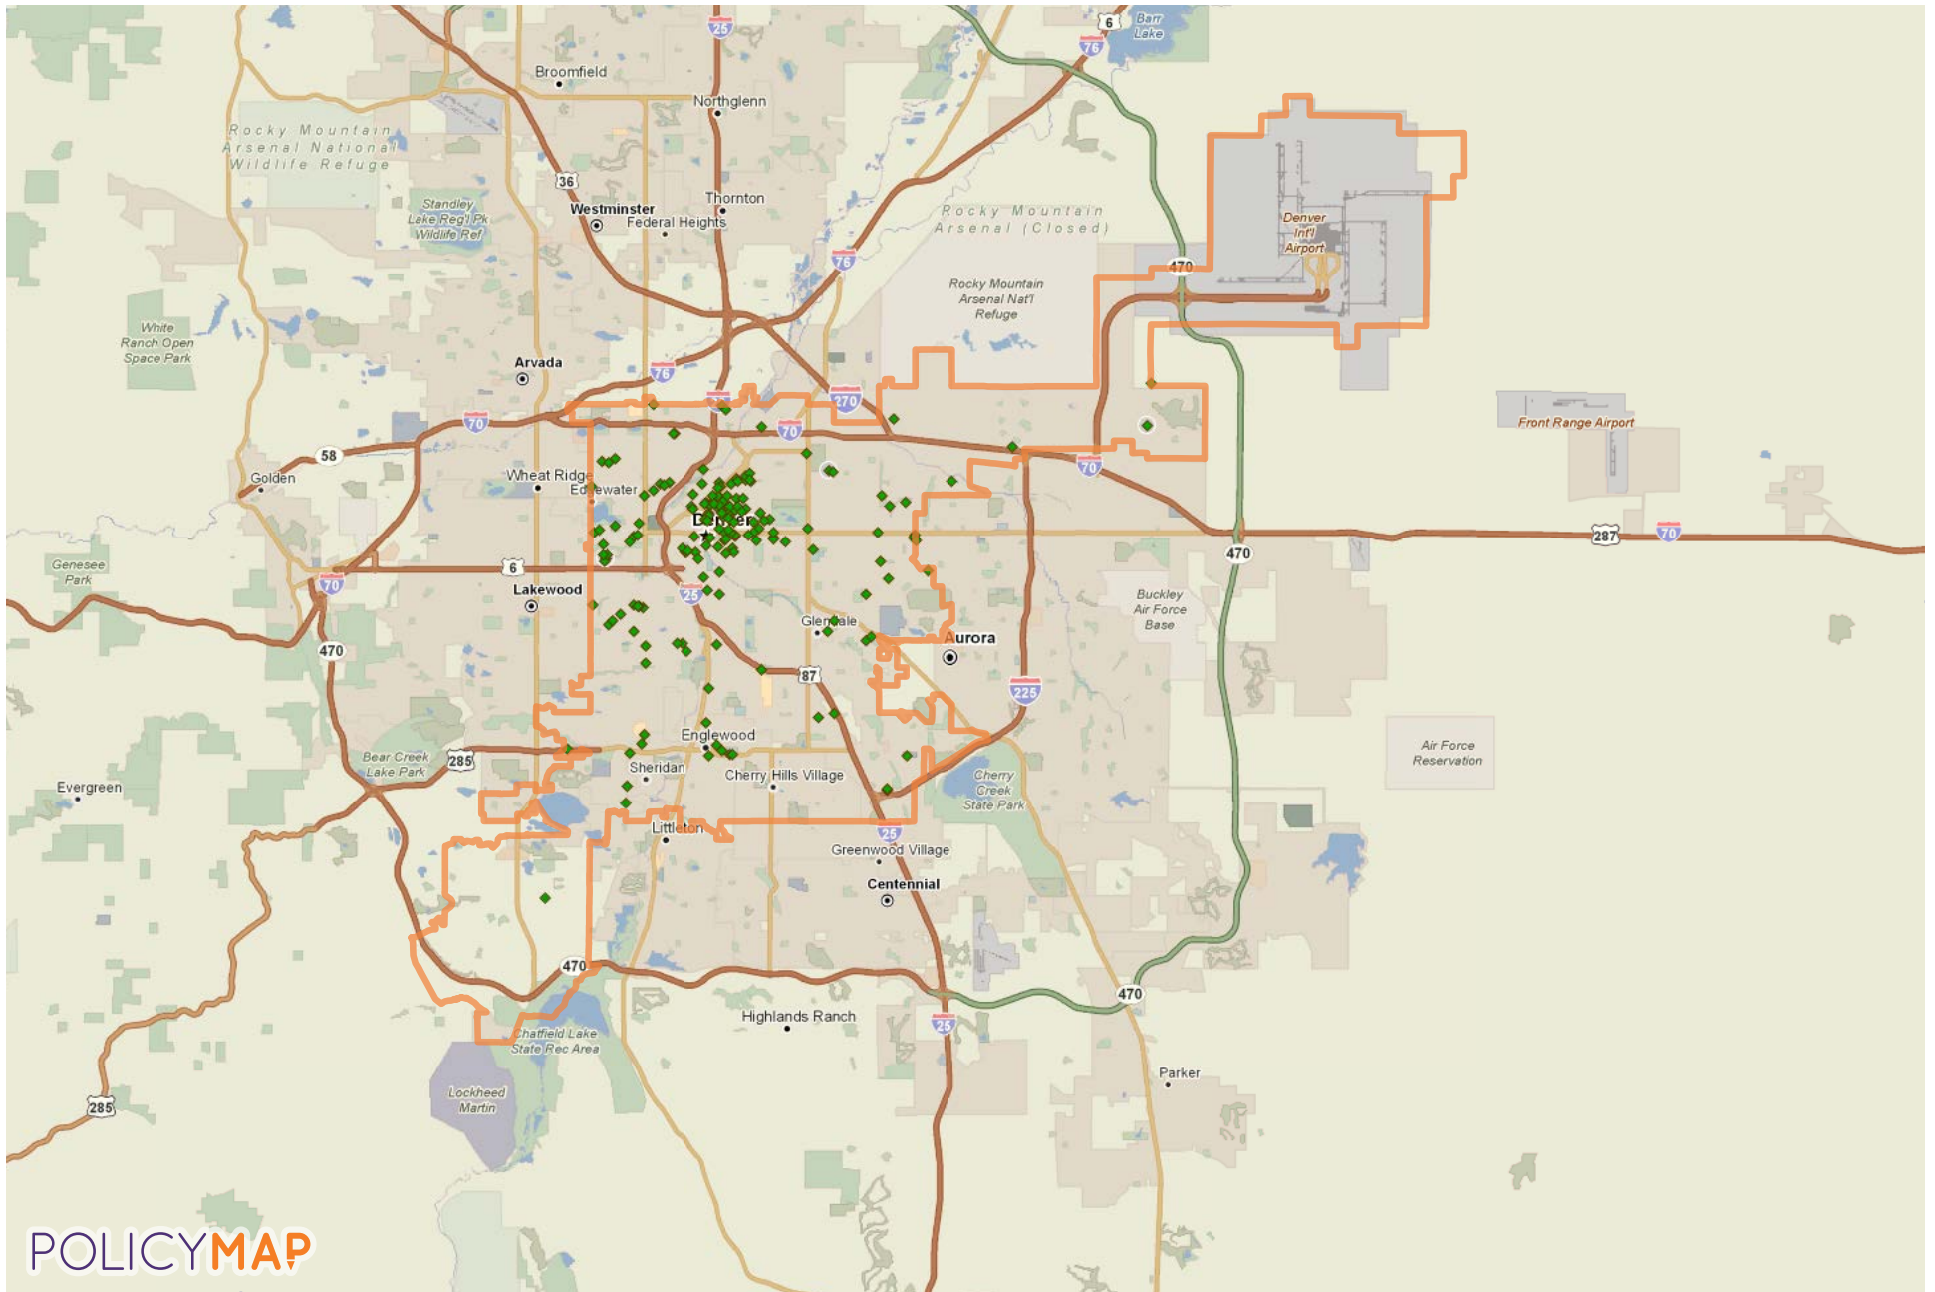 6
Barr
Lake
25
76
Broomfield
Northglenn
Rocky Mountain
Arsenal National
Wildlife Refuge
36
Standley
Lake Reg'l Pk
Wildlife Ref
Westminster
Federal Heights
Thornton
Rocky Mountain
Arsenal (Closed)
Denver
Int'l
Airport
76
470
Rocky Mountain
Arsenal Nat'l
Refuge
White
Ranch Open
Space Park
Arvada
76
270
70
70
Front Range Airport
58
70
Golden
Wheat Ridge
Edgewater
Denver
287
70
470
Genesee
Park
70
6
Lakewood
25
Buckley
Air Force
Base
Glendale
Aurora
470
87
225
Englewood
Bear Creek
Lake Park
285
Sheridan
Cherry Hills Village
Cherry
Creek
State Park
Air Force
Reservation
Evergreen
Littleton
25
Greenwood Village
Centennial
470
470
Highlands Ranch
25
Chatfield Lake
State Rec Area
Parker
Lockheed
Martin
285
POLICYMAP